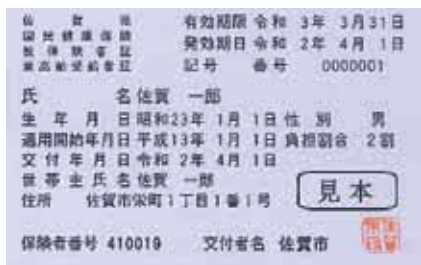 佐賀県 有効期限 令和 3年 3月31日
国民健康保険 発効期日 令和 2年 4月 1日
被保険者証
兼高齢受給者証 記号 番号 0000001
氏 名 佐賀 一郎
生年月日 昭和23年 1月 1日 性別 男
適用開始年月日 平成13年 1月 1日 負担割合 2割
交付年月日 令和 2年 4月 1日
世帯主氏名 佐賀 一郎
住所 佐賀市栄町1丁目1番1号
見本
保険者番号 410019 交付者名 佐賀市